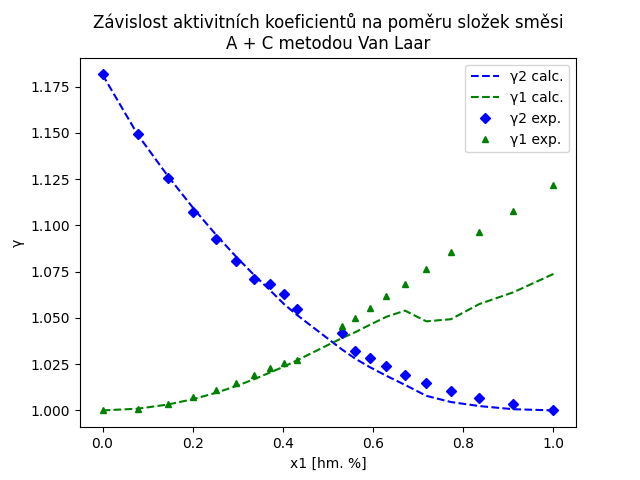 Závislost aktivitních koeficientů na poměru složek směsi
A + C metodou Van Laar
γ2 calc.
γ1 calc.
γ2 exp.
γ1 exp.
1.175
1.150
1.125
1.100
1.075
1.050
1.025
1.000
γ
0.0 0.2 0.4 0.6 0.8 1.0
x1 [hm. %]